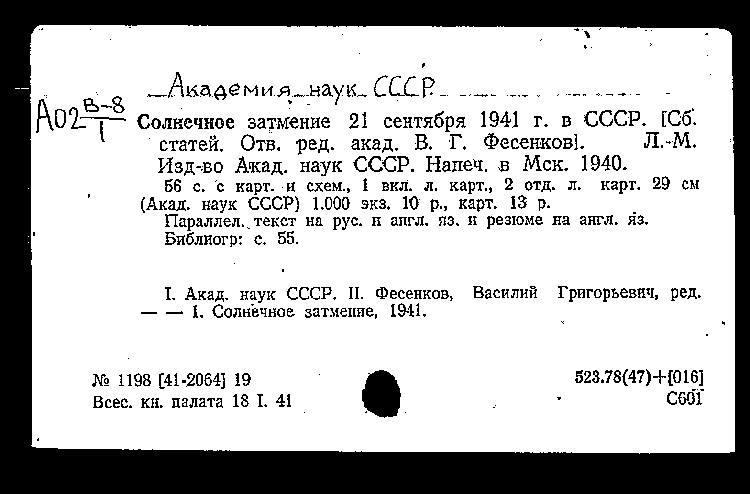 Академия наук СССР
А02 В-8/1
Солнечное затмение 21 сентября 1941 г. в СССР. [Сб.
статей. Отв. ред. акад. В. Г. Фесенков]. Л.-М.
Изд-во Акад. наук СССР. Напеч. в Мск. 1940.
56 с. с карт. и схем., 1 вкл. л. карт., 2 отд. л. карт. 29 см
(Акад. наук СССР) 1.000 экз. 10 р., карт. 13 р.
Параллел. текст на рус. и англ. яз. и резюме на англ. яз.
Библиогр: с. 55.
I. Акад. наук СССР. II. Фесенков, Василий Григорьевич, ред.
— — 1. Солнечное затмение, 1941.
№ 1198 [41-2064] 19 523.78(47)+[016]
Всес. кн. палата 18 I. 41 С601